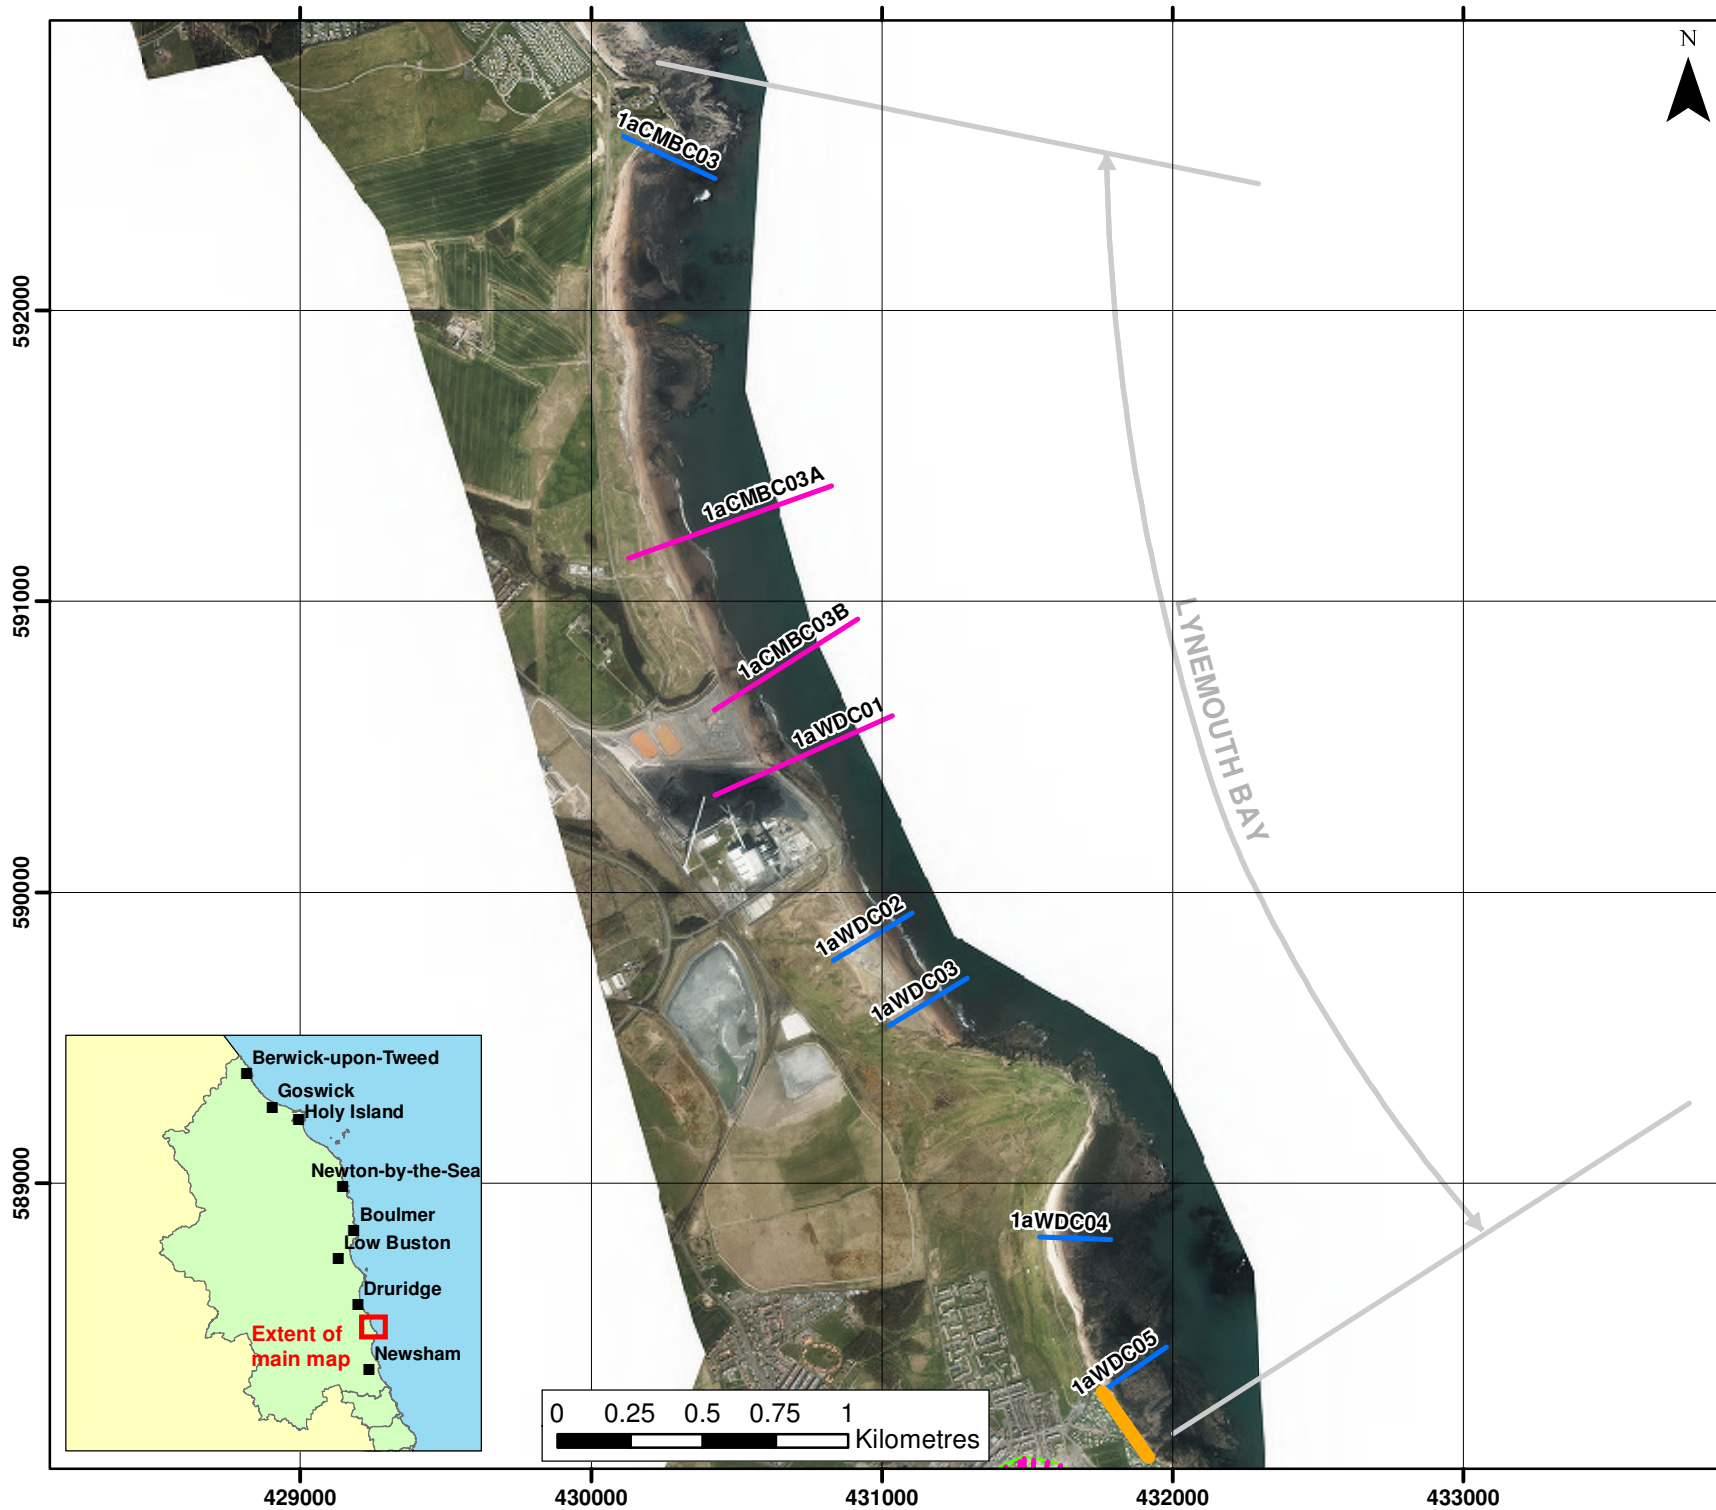 N
1aCMBC03
592000
1aCMBC03A
591000
1aCMBC03B
LYNEMOUTH BAY
1aWDC01
590000
1aWDC02
1aWDC03
Berwick-upon-Tweed
Goswick
Holy Island
Newton-by-the-Sea
Boulmer
Low Buston
Druridge
Extent of
main map
Newsham
589000
1aWDC04
1aWDC05
0 0.25 0.5 0.75 1
Kilometres
429000 430000 431000 432000 433000